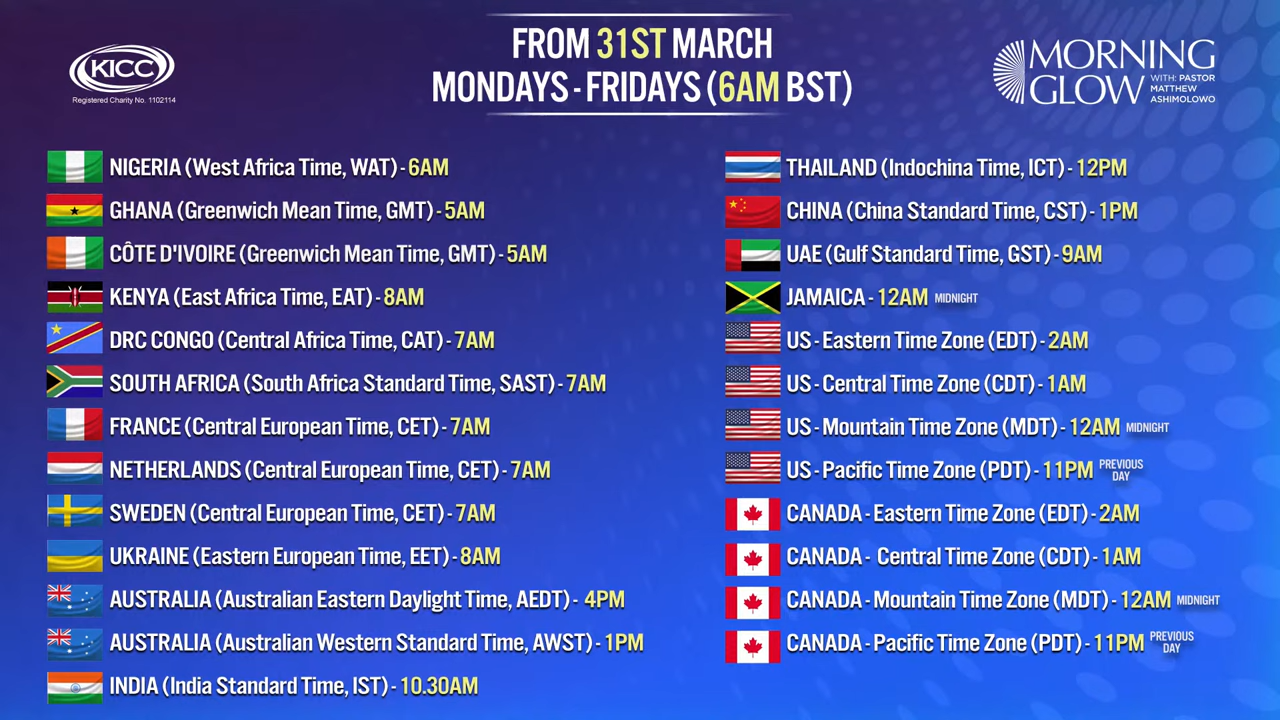 KICC
Registered Charity No. 1102114
FROM 31ST MARCH
MONDAYS - FRIDAYS (6AM BST)
MORNING
GLOW
WITH: PASTOR
MATTHEW
ASHIMOLOWO
NIGERIA (West Africa Time, WAT) - 6AM
GHANA (Greenwich Mean Time, GMT) - 5AM
CÔTE D'IVOIRE (Greenwich Mean Time, GMT) - 5AM
KENYA (East Africa Time, EAT) - 8AM
DRC CONGO (Central Africa Time, CAT) - 7AM
SOUTH AFRICA (South Africa Standard Time, SAST) - 7AM
FRANCE (Central European Time, CET) - 7AM
NETHERLANDS (Central European Time, CET) - 7AM
SWEDEN (Central European Time, CET) - 7AM
UKRAINE (Eastern European Time, EET) - 8AM
AUSTRALIA (Australian Eastern Daylight Time, AEDT) - 4PM
AUSTRALIA (Australian Western Standard Time, AWST) - 1PM
INDIA (India Standard Time, IST) - 10.30AM
THAILAND (Indochina Time, ICT) - 12PM
CHINA (China Standard Time, CST) - 1PM
UAE (Gulf Standard Time, GST) - 9AM
JAMAICA - 12AM MIDNIGHT
US - Eastern Time Zone (EDT) - 2AM
US - Central Time Zone (CDT) - 1AM
US - Mountain Time Zone (MDT) - 12AM MIDNIGHT
US - Pacific Time Zone (PDT) - 11PM PREVIOUS DAY
CANADA - Eastern Time Zone (EDT) - 2AM
CANADA - Central Time Zone (CDT) - 1AM
CANADA - Mountain Time Zone (MDT) - 12AM MIDNIGHT
CANADA - Pacific Time Zone (PDT) - 11PM PREVIOUS DAY